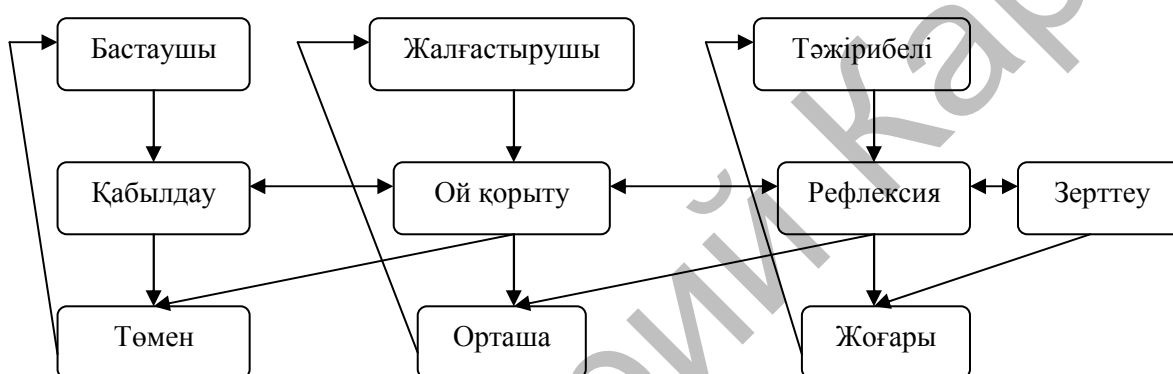 Бастаушы Жалғастырушы Тәжірибелі
Қабылдау Ой қорыту Рефлексия Зерттеу
Төмен Орташа Жоғары